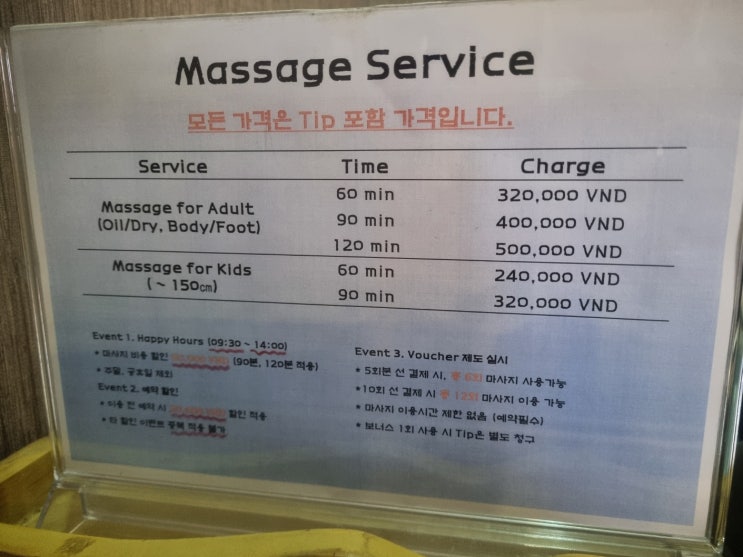 Massage Service
모든 가격은 Tip 포함 가격입니다.
Service Time Charge
Massage for Adult
(Oil/Dry, Body/Foot)
60 min 320,000 VND
90 min 400,000 VND
120 min 500,000 VND
Massage for Kids
(~ 150cm)
60 min 240,000 VND
90 min 320,000 VND
Event 1. Happy Hours (09:30 ~ 14:00)
* 마사지 비용 할인 (90분, 120분 적용)
* 주말, 공휴일 제외
Event 2. 예약 할인
* 이용 전 예약 시 할인 적용
* 타 할인 이벤트 중복 적용 불가
Event 3. Voucher 제도 실시
* 5회분 선 결제 시, 총 6회 마사지 사용가능
*10회 선 결제 시 총 12회 마사지 이용 가능
* 마사지 이용시간 제한 없음 (예약필수)
* 보너스 1회 사용 시 Tip은 별도 청구